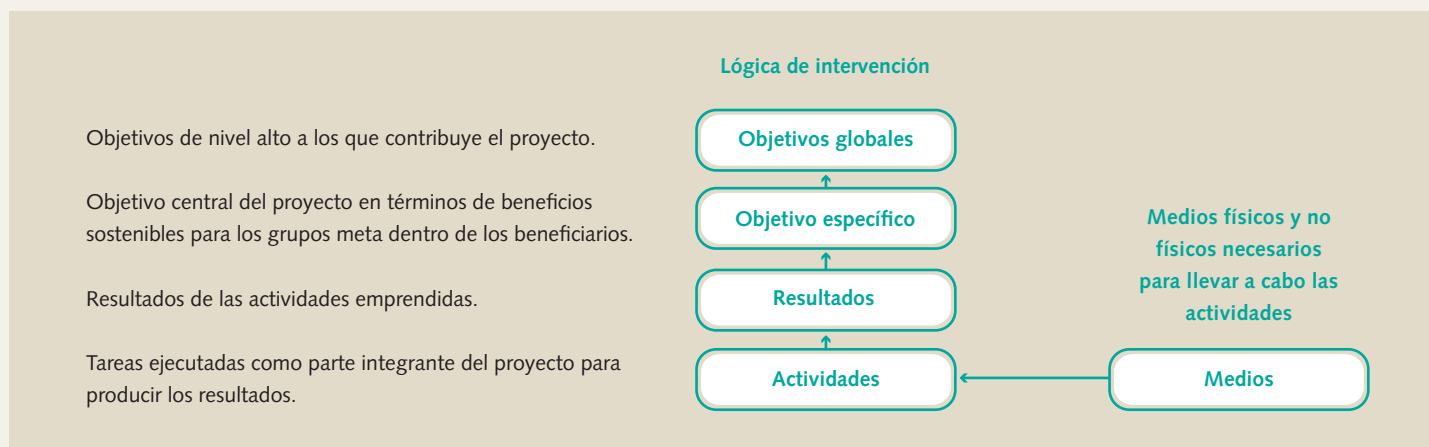 Lógica de intervención
Objetivos de nivel alto a los que contribuye el proyecto.
Objetivos globales
Objetivo central del proyecto en términos de beneficios
sostenibles para los grupos meta dentro de los beneficiarios.
Objetivo específico
Medios físicos y no
físicos necesarios
para llevar a cabo las
actividades
Resultados de las actividades emprendidas.
Resultados
Tareas ejecutadas como parte integrante del proyecto para
producir los resultados.
Actividades
Medios